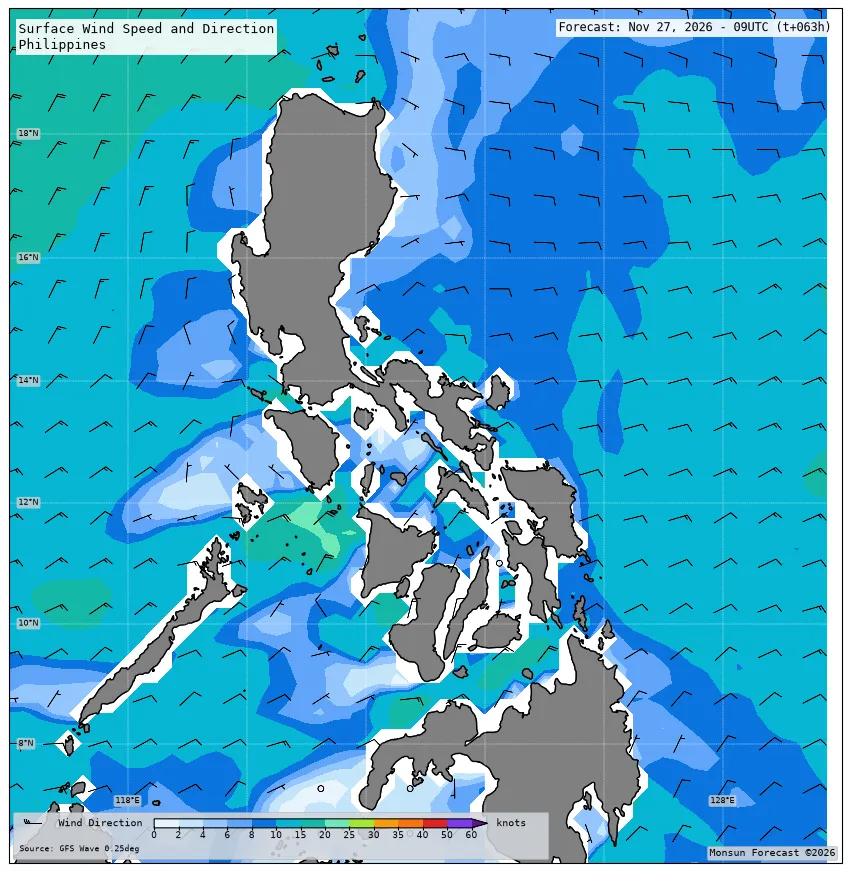 Surface Wind Speed and Direction
Philippines
Forecast: Nov 27, 2026 - 09UTC (t+063h)
18°N
16°N
14°N
12°N
10°N
8°N
118°E
128°E
Wind Direction
0 2 4 6 8 10 15 20 25 30 35 40 50 60
knots
Source: GFS Wave 0.25deg
Monsun Forecast ©2026